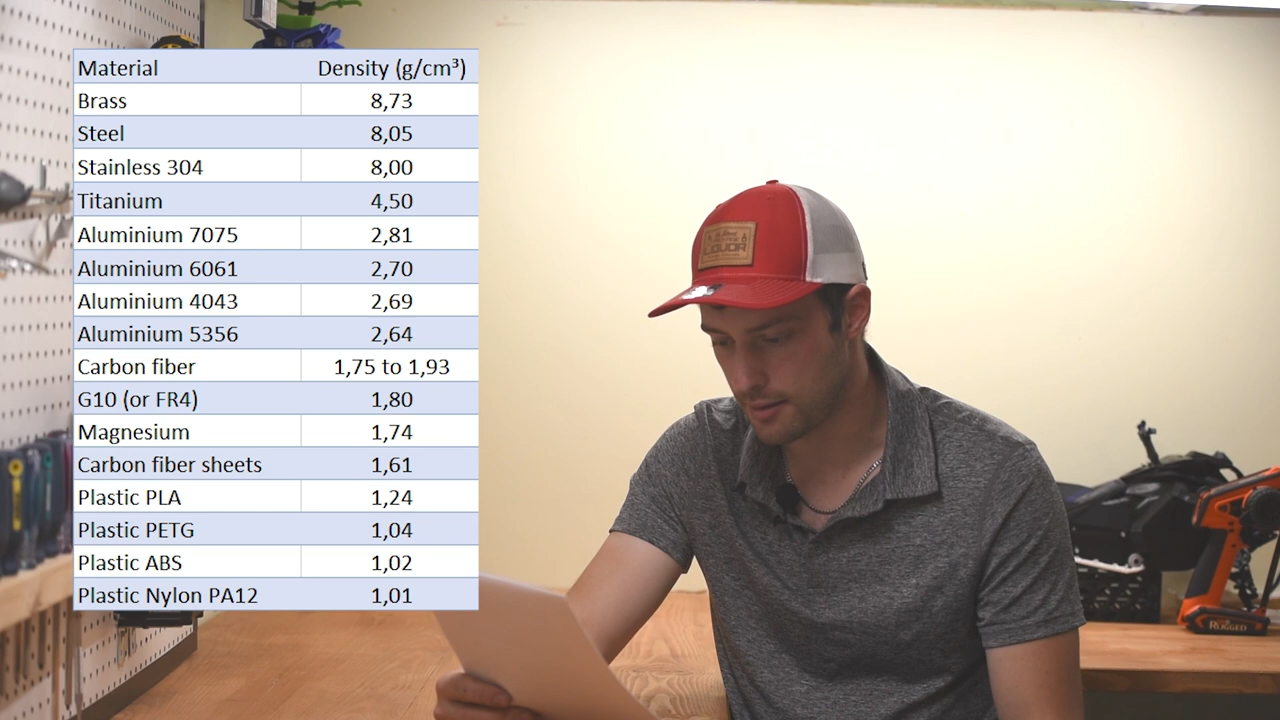 Material Density (g/cm³)
Brass 8,73
Steel 8,05
Stainless 304 8,00
Titanium 4,50
Aluminium 7075 2,81
Aluminium 6061 2,70
Aluminium 4043 2,69
Aluminium 5356 2,64
Carbon fiber 1,75 to 1,93
G10 (or FR4) 1,80
Magnesium 1,74
Carbon fiber sheets 1,61
Plastic PLA 1,24
Plastic PETG 1,04
Plastic ABS 1,02
Plastic Nylon PA12 1,01
LIQUOR
RUGGED